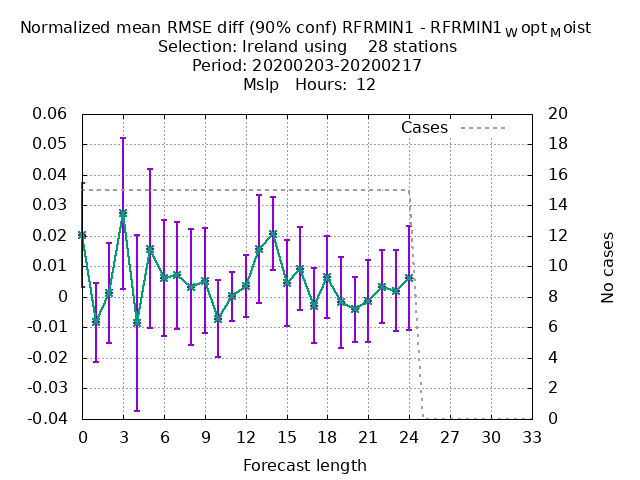 Normalized mean RMSE diff (90% conf) RFRMIN1 - RFRMIN1WoptMoist
Selection: Ireland using 28 stations
Period: 20200203-20200217
Mslp Hours: 12
Cases
0.06
0.05
0.04
0.03
0.02
0.01
0
-0.01
-0.02
-0.03
-0.04
20
18
16
14
12
10
8
6
4
2
0
No cases
0 3 6 9 12 15 18 21 24 27 30 33
Forecast length